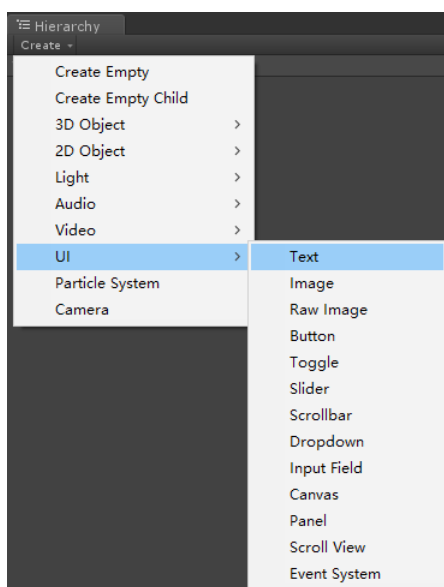 Hierarchy
Create
Create Empty
Create Empty Child
3D Object
2D Object
Light
Audio
Video
UI
Particle System
Camera
Text
Image
Raw Image
Button
Toggle
Slider
Scrollbar
Dropdown
Input Field
Canvas
Panel
Scroll View
Event System